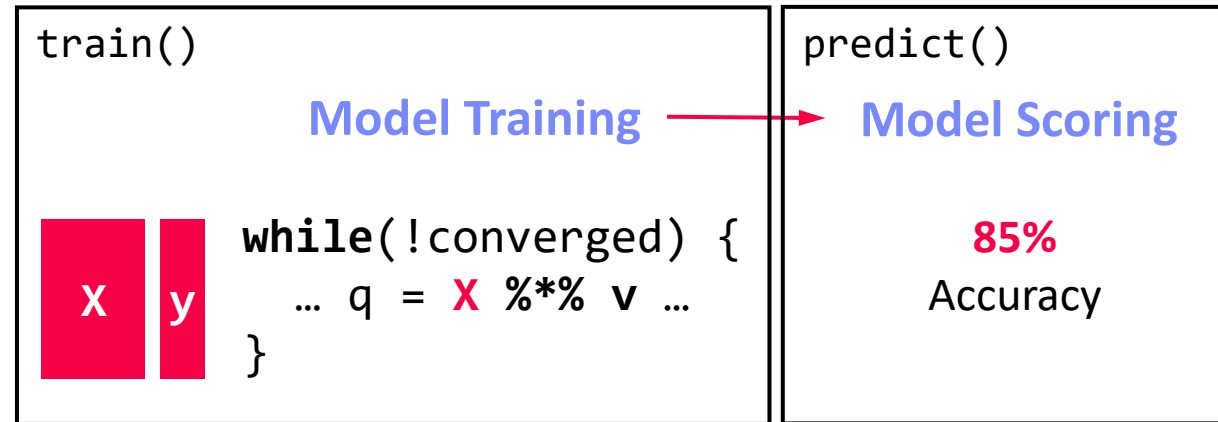 train()
Model Training
X
y
while(!converged) {
… q = X %*% v …
}
predict()
Model Scoring
85%
Accuracy